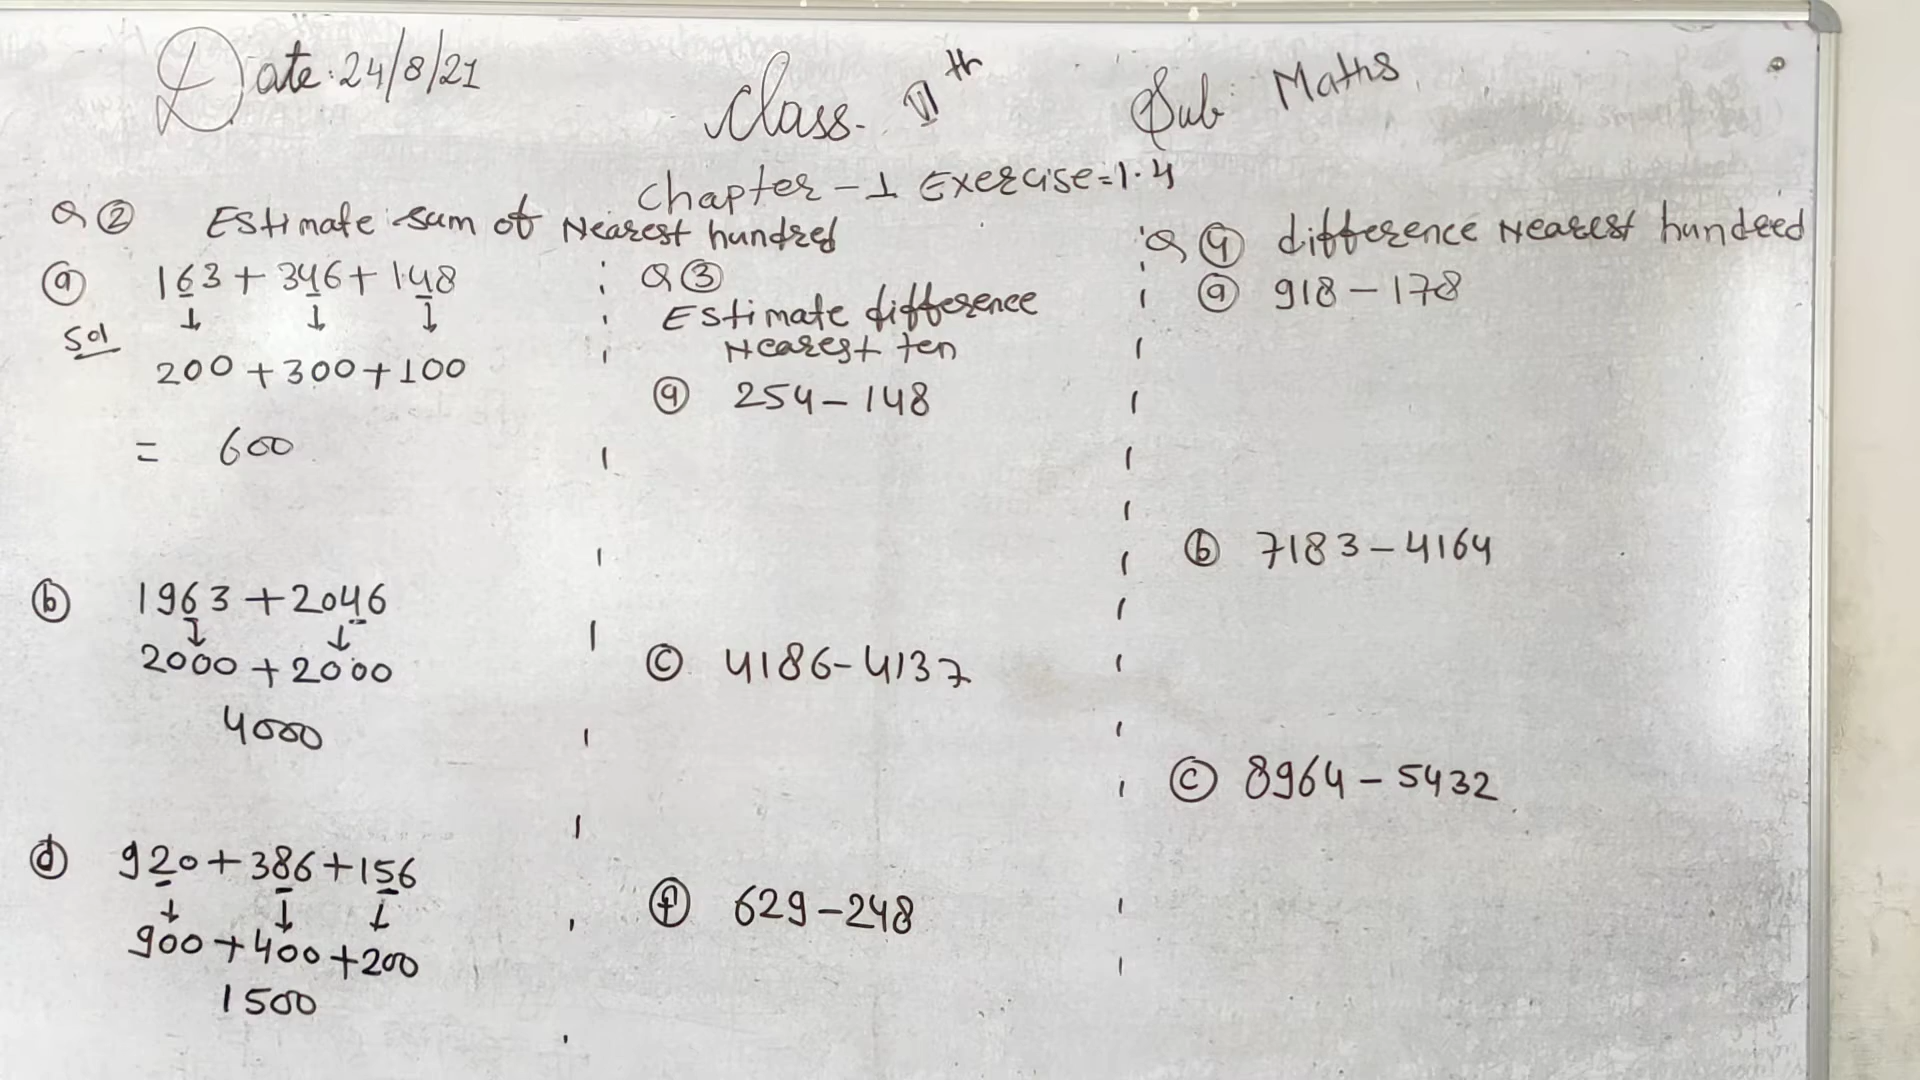 Date: 24/8/21
Class- VIth
Sub: Maths
Chapter-1 Exercise=1.4
Q② Estimate sum of Nearest hundred
ⓐ 163+346+148
Sol ↓ ↓ ↓
200+300+100
= 600
ⓑ 1963+2046
↓ ↓
2000+2000
4000
ⓓ 920+386+156
↓ ↓ ↓
900+400+200
1500
Q③
Estimate difference
Nearest ten
ⓐ 254-148
ⓒ 4186-4137
ⓕ 629-248
Q④ difference Nearest hundred
ⓐ 918-178
ⓑ 7183-4164
ⓒ 8964-5432